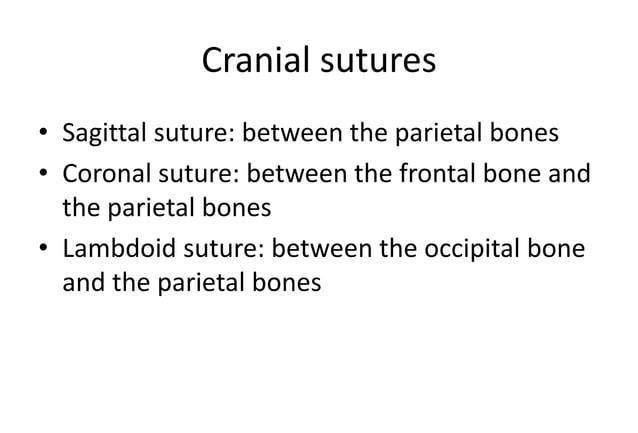 Cranial sutures
• Sagittal suture: between the parietal bones
• Coronal suture: between the frontal bone and
the parietal bones
• Lambdoid suture: between the occipital bone
and the parietal bones